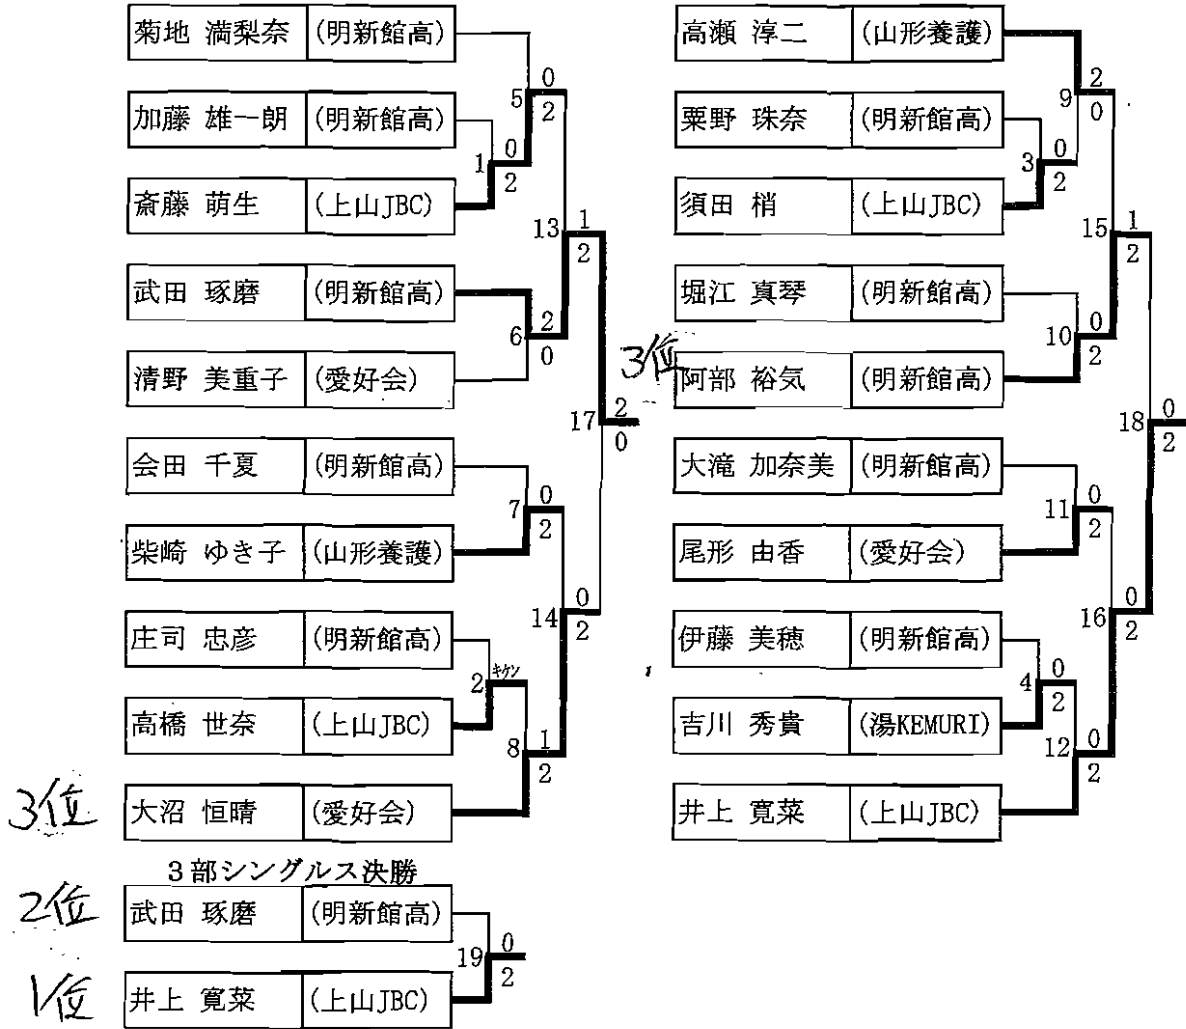 菊地 満梨奈 (明新館高)
0
5
2
加藤 雄一朗 (明新館高)
1
0
2
斎藤 萌生 (上山JBC)
13
1
2
武田 琢磨 (明新館高)
6
2
0
清野 美重子 (愛好会)
17
2
0
会田 千夏 (明新館高)
7
0
2
柴崎 ゆき子 (山形養護)
14
0
2
庄司 忠彦 (明新館高)
2
キケン
高橋 世奈 (上山JBC)
8
1
2
3位 大沼 恒晴 (愛好会)
高瀬 淳二 (山形養護)
9
2
0
粟野 珠奈 (明新館高)
3
0
2
須田 梢 (上山JBC)
15
1
2
堀江 真琴 (明新館高)
10
0
2
3位 阿部 裕気 (明新館高)
18
0
2
大滝 加奈美 (明新館高)
11
0
2
尾形 由香 (愛好会)
16
0
2
伊藤 美穂 (明新館高)
4
0
2
吉川 秀貴 (湯KEMURI)
12
0
2
井上 寛菜 (上山JBC)
3部シングルス決勝
2位 武田 琢磨 (明新館高)
19
0
2
1位 井上 寛菜 (上山JBC)